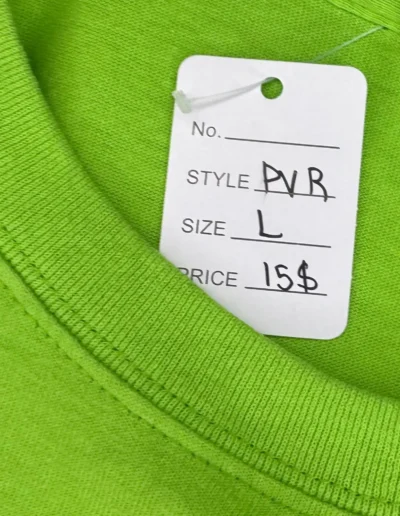 No.
STYLE PVR
SIZE L
PRICE 15$